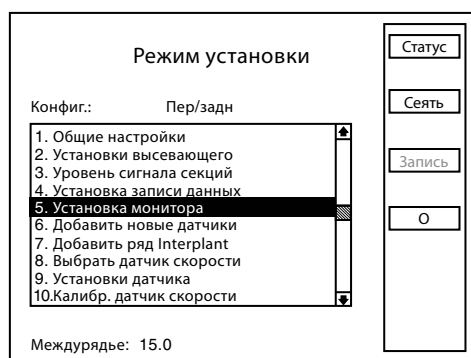 Режим установки
Конфиг.: Пер/задн
1. Общие настройки
2. Установки высевающего
3. Уровень сигнала секций
4. Установка записи данных
5. Установка монитора
6. Добавить новые датчики
7. Добавить ряд Interplant
8. Выбрать датчик скорости
9. Установки датчика
10.Калибр. датчик скорости
Междурядье: 15.0
Статус
Сеять
Запись
О